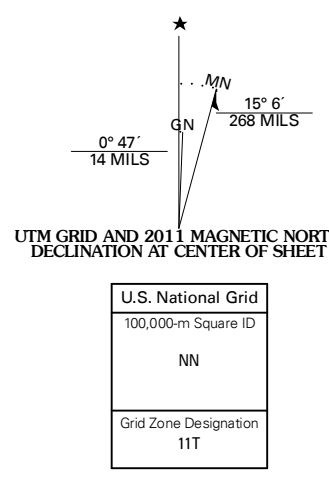 MN
15° 6´
268 MILS
GN
0° 47´
14 MILS
UTM GRID AND 2011 MAGNETIC NORT
DECLINATION AT CENTER OF SHEET
U.S. National Grid
100,000-m Square ID
NN
Grid Zone Designation
11T